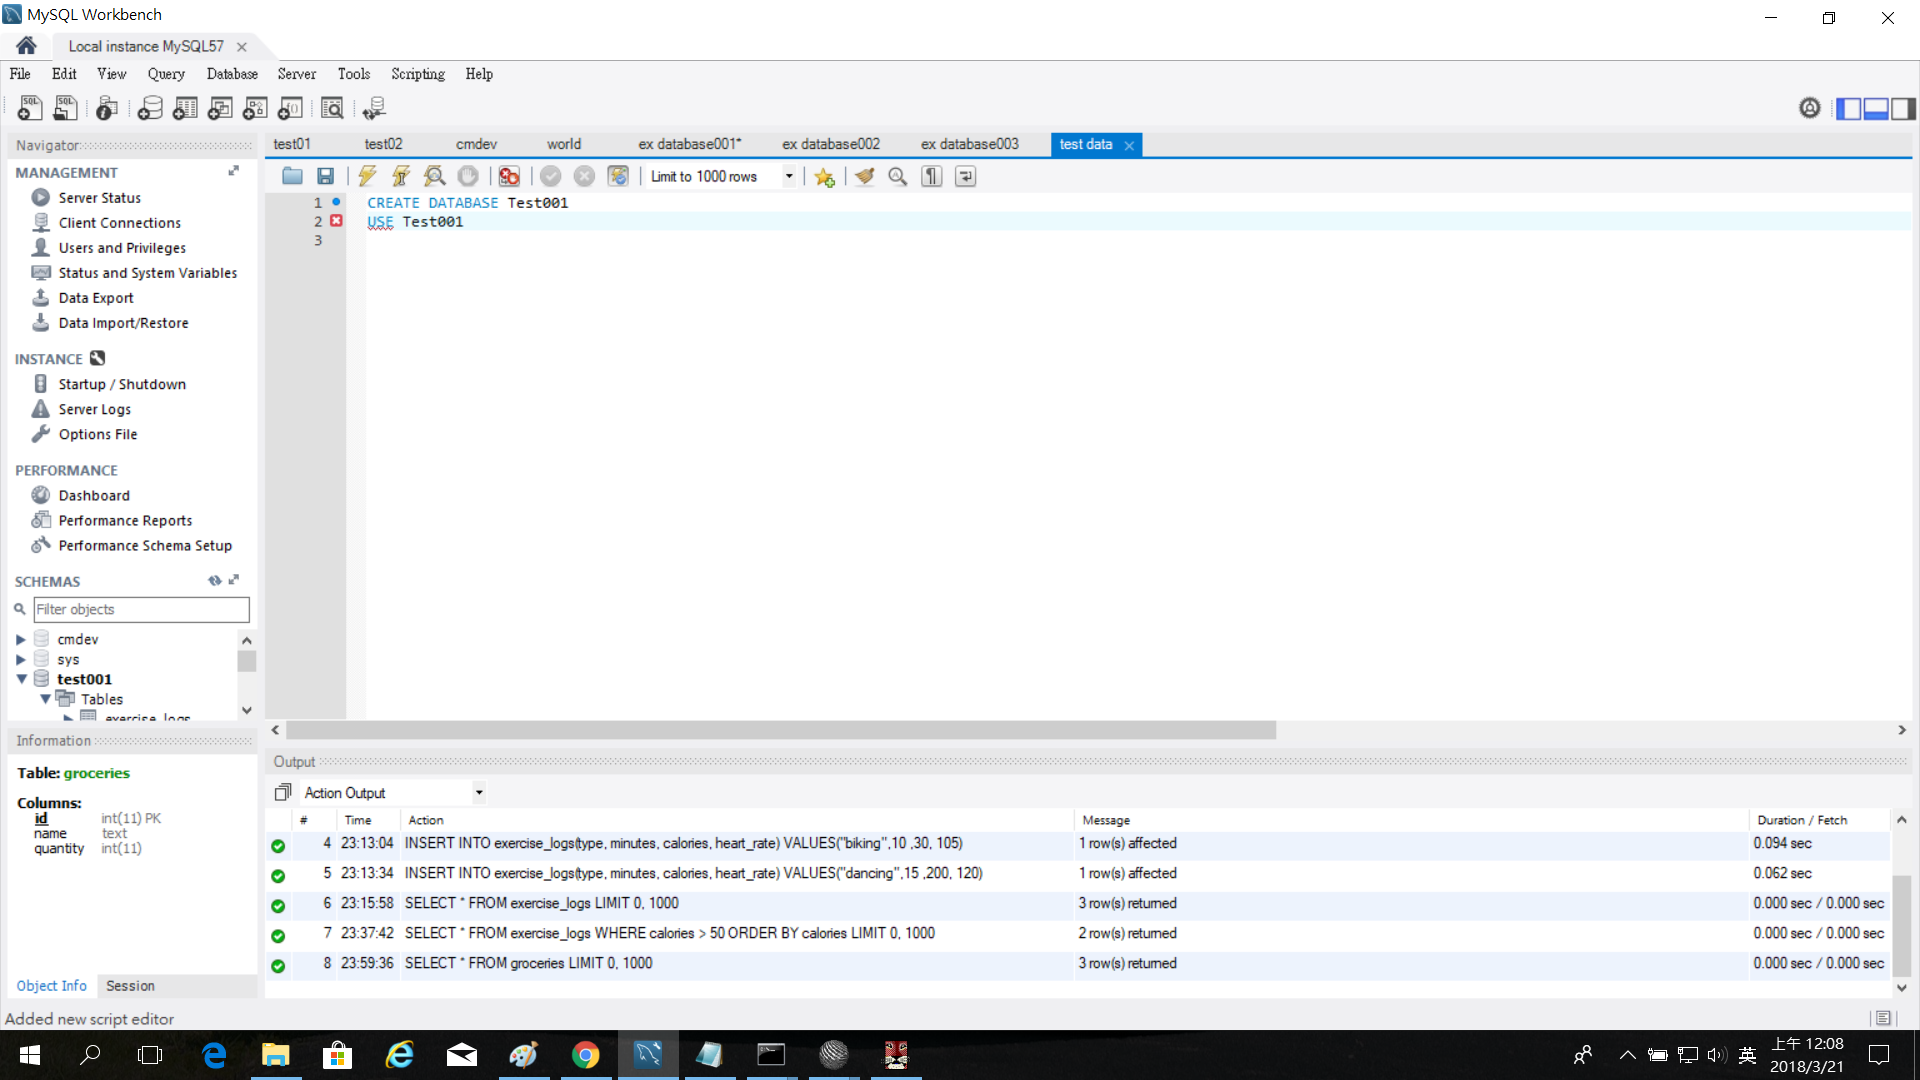 MySQL Workbench
Local instance MySQL57
File Edit View Query Database Server Tools Scripting Help
Navigator
MANAGEMENT
Server Status
Client Connections
Users and Privileges
Status and System Variables
Data Export
Data Import/Restore
INSTANCE
Startup / Shutdown
Server Logs
Options File
PERFORMANCE
Dashboard
Performance Reports
Performance Schema Setup
SCHEMAS
Filter objects
cmdev
sys
test001
Tables
exercise_logs
Information
Table: groceries
Columns:
id int(11) PK
name text
quantity int(11)
Object Info Session
test01 test02 cmdev world ex database001* ex database002 ex database003 test data
SQL SQL
Limit to 1000 rows
1 CREATE DATABASE Test001
2 USE Test001
3
Output
Action Output
# Time Action Message Duration / Fetch
4 23:13:04 INSERT INTO exercise_logs(type, minutes, calories, heart_rate) VALUES("biking",10 ,30, 105) 1 row(s) affected 0.094 sec
5 23:13:34 INSERT INTO exercise_logs(type, minutes, calories, heart_rate) VALUES("dancing",15 ,200, 120) 1 row(s) affected 0.062 sec
6 23:15:58 SELECT * FROM exercise_logs LIMIT 0, 1000 3 row(s) returned 0.000 sec / 0.000 sec
7 23:37:42 SELECT * FROM exercise_logs WHERE calories > 50 ORDER BY calories LIMIT 0, 1000 2 row(s) returned 0.000 sec / 0.000 sec
8 23:59:36 SELECT * FROM groceries LIMIT 0, 1000 3 row(s) returned 0.000 sec / 0.000 sec
Added new script editor
英
上午 12:08
2018/3/21